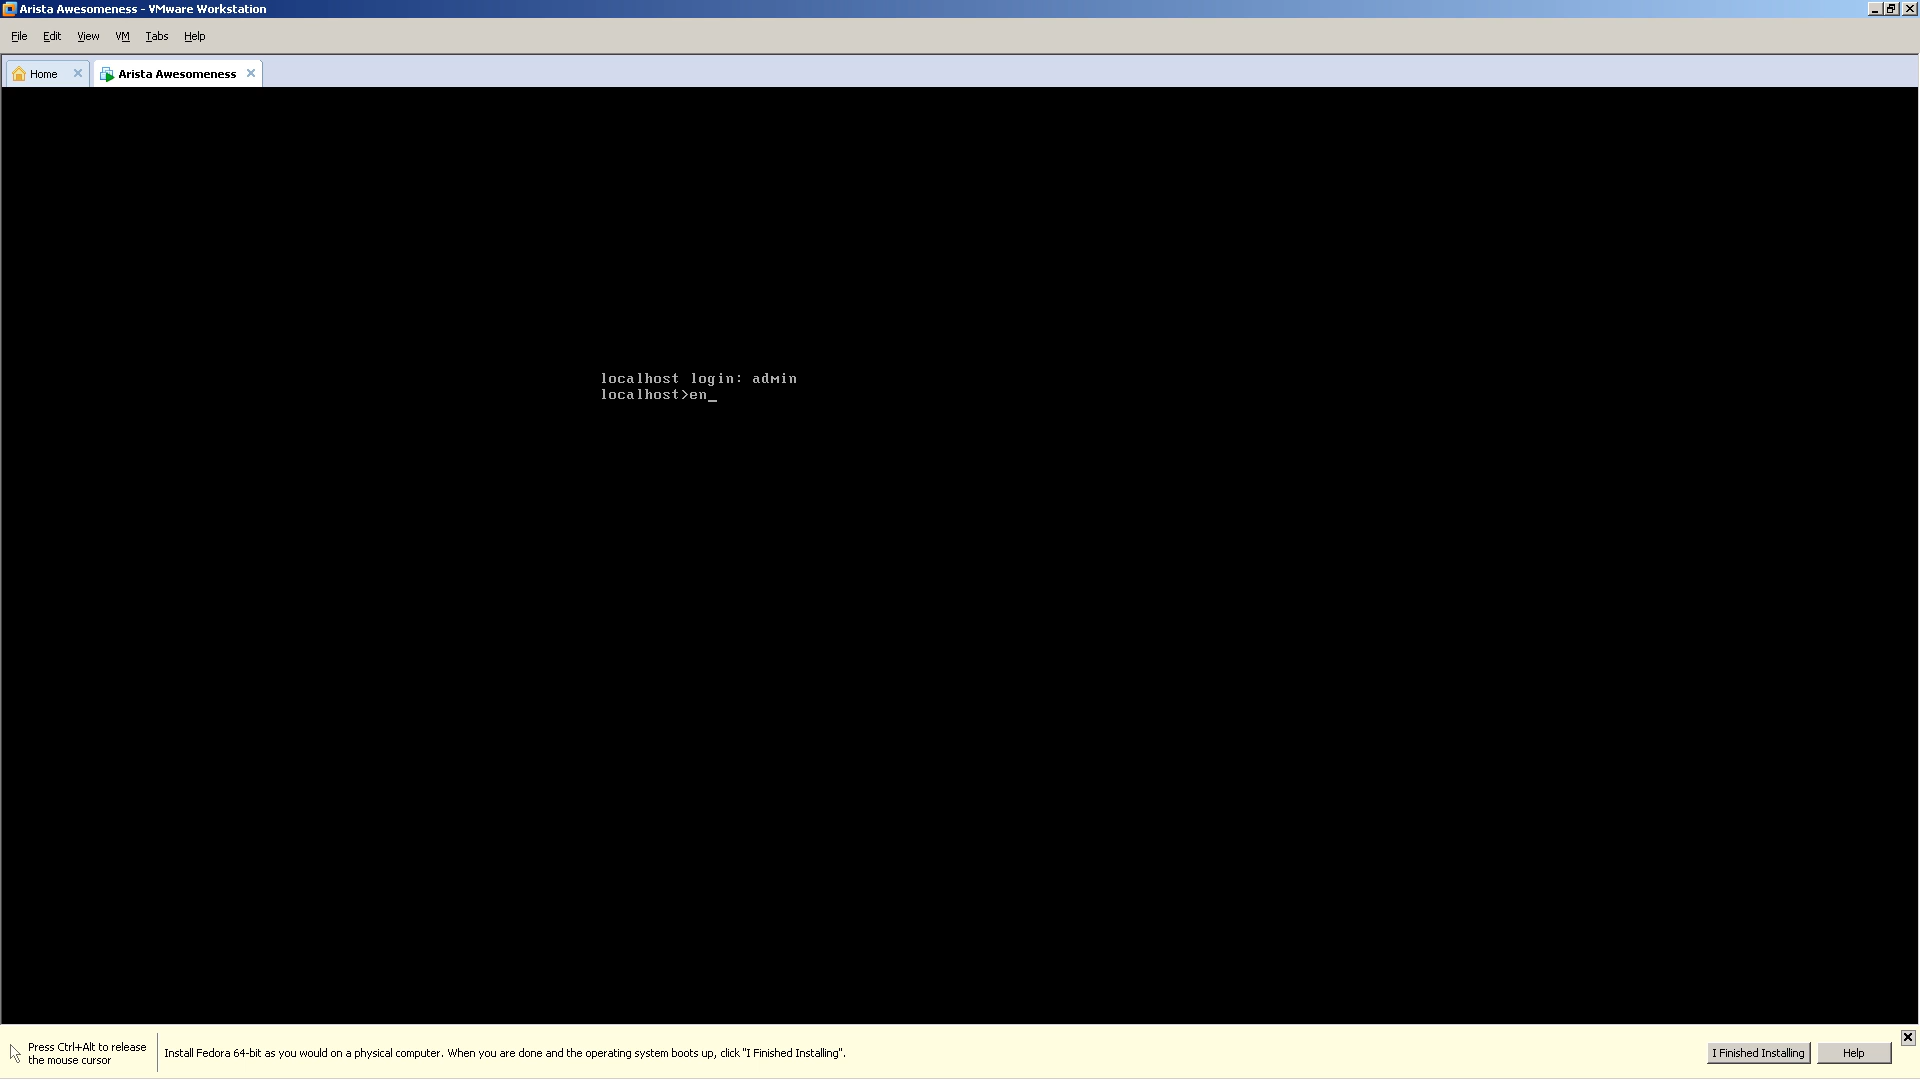 Arista Awesomeness - VMware Workstation
File Edit View VM Tabs Help
Home Arista Awesomeness
localhost login: admin
localhost>en_
Press Ctrl+Alt to release
the mouse cursor
Install Fedora 64-bit as you would on a physical computer. When you are done and the operating system boots up, click "I Finished Installing".
I Finished Installing Help